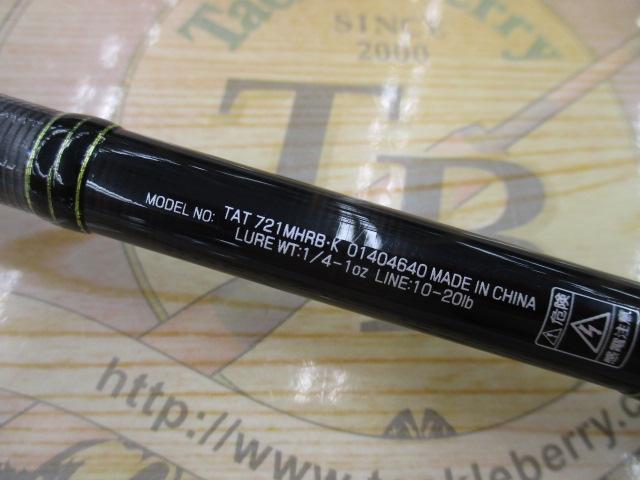 Tackleberry
SINCE
2000
TB
MODEL NO: TAT 721MHRB-K 01404640 MADE IN CHINA
LURE WT:1/4-1oz LINE:10-20lb
危険
感電注意
http://www.tackleberry.c